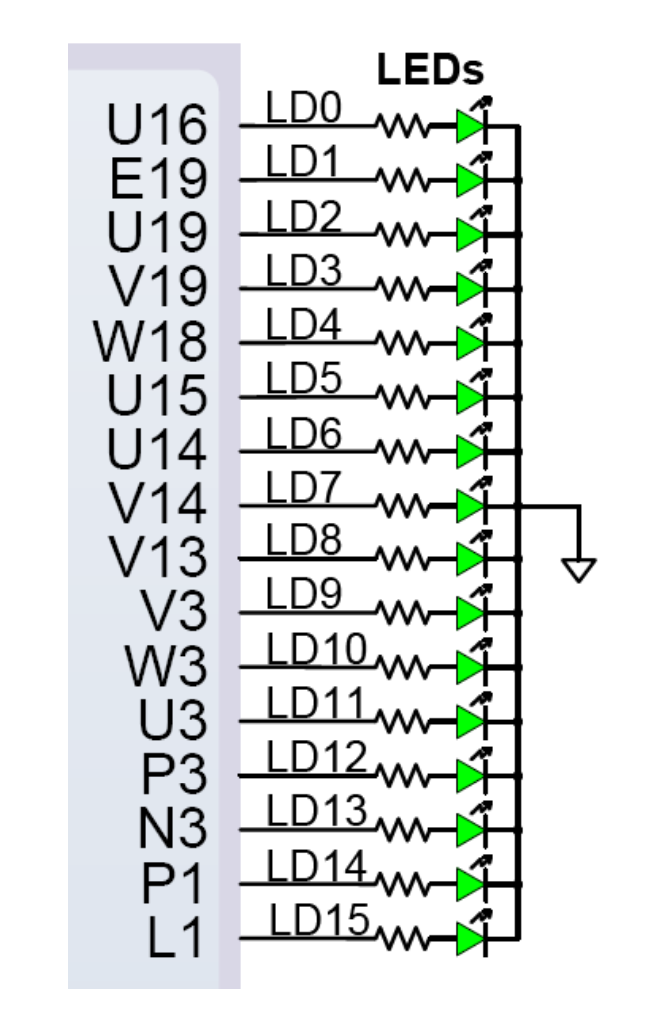 LEDs
U16 LD0
E19 LD1
U19 LD2
V19 LD3
W18 LD4
U15 LD5
U14 LD6
V14 LD7
V13 LD8
V3 LD9
W3 LD10
U3 LD11
P3 LD12
N3 LD13
P1 LD14
L1 LD15